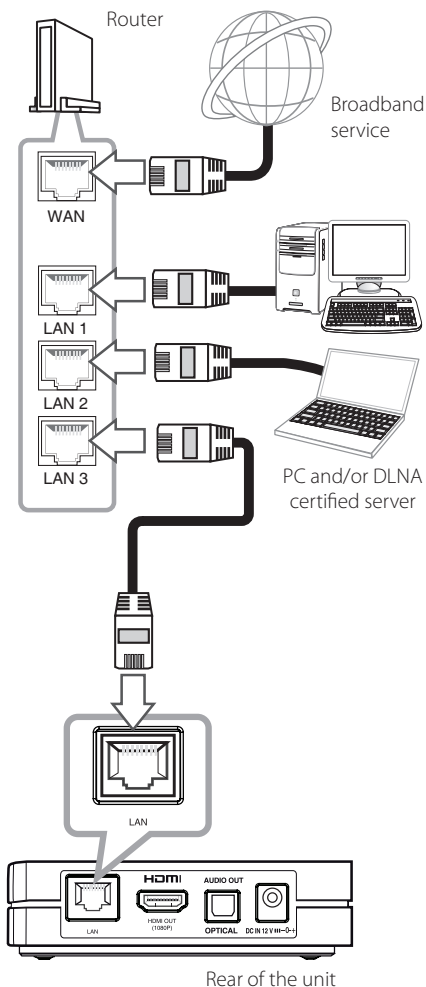 Router
Broadband
service
WAN
LAN 1
LAN 2
LAN 3
PC and/or DLNA
certified server
LAN
LAN
HDMI
HDMI OUT
(1080P)
AUDIO OUT
OPTICAL
DC IN 12 V
Rear of the unit